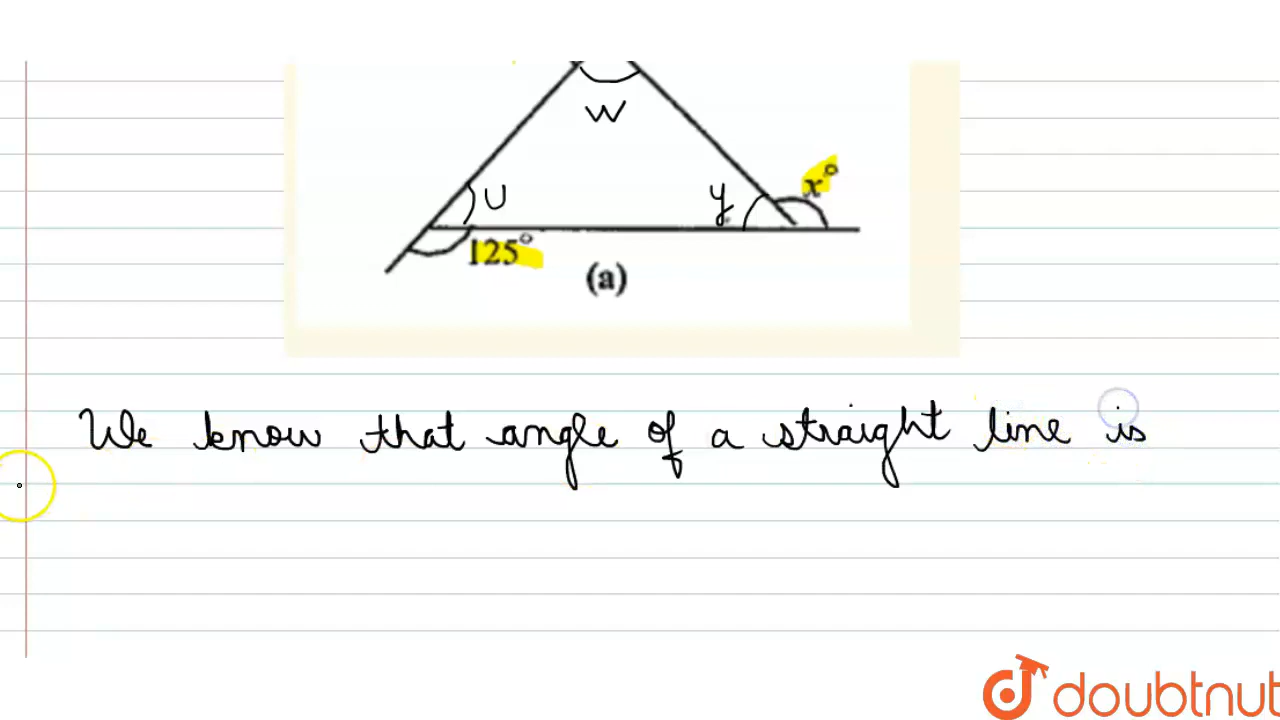 W
U
y
x°
125°
(a)
We know that angle of a straight line is
doubtnut